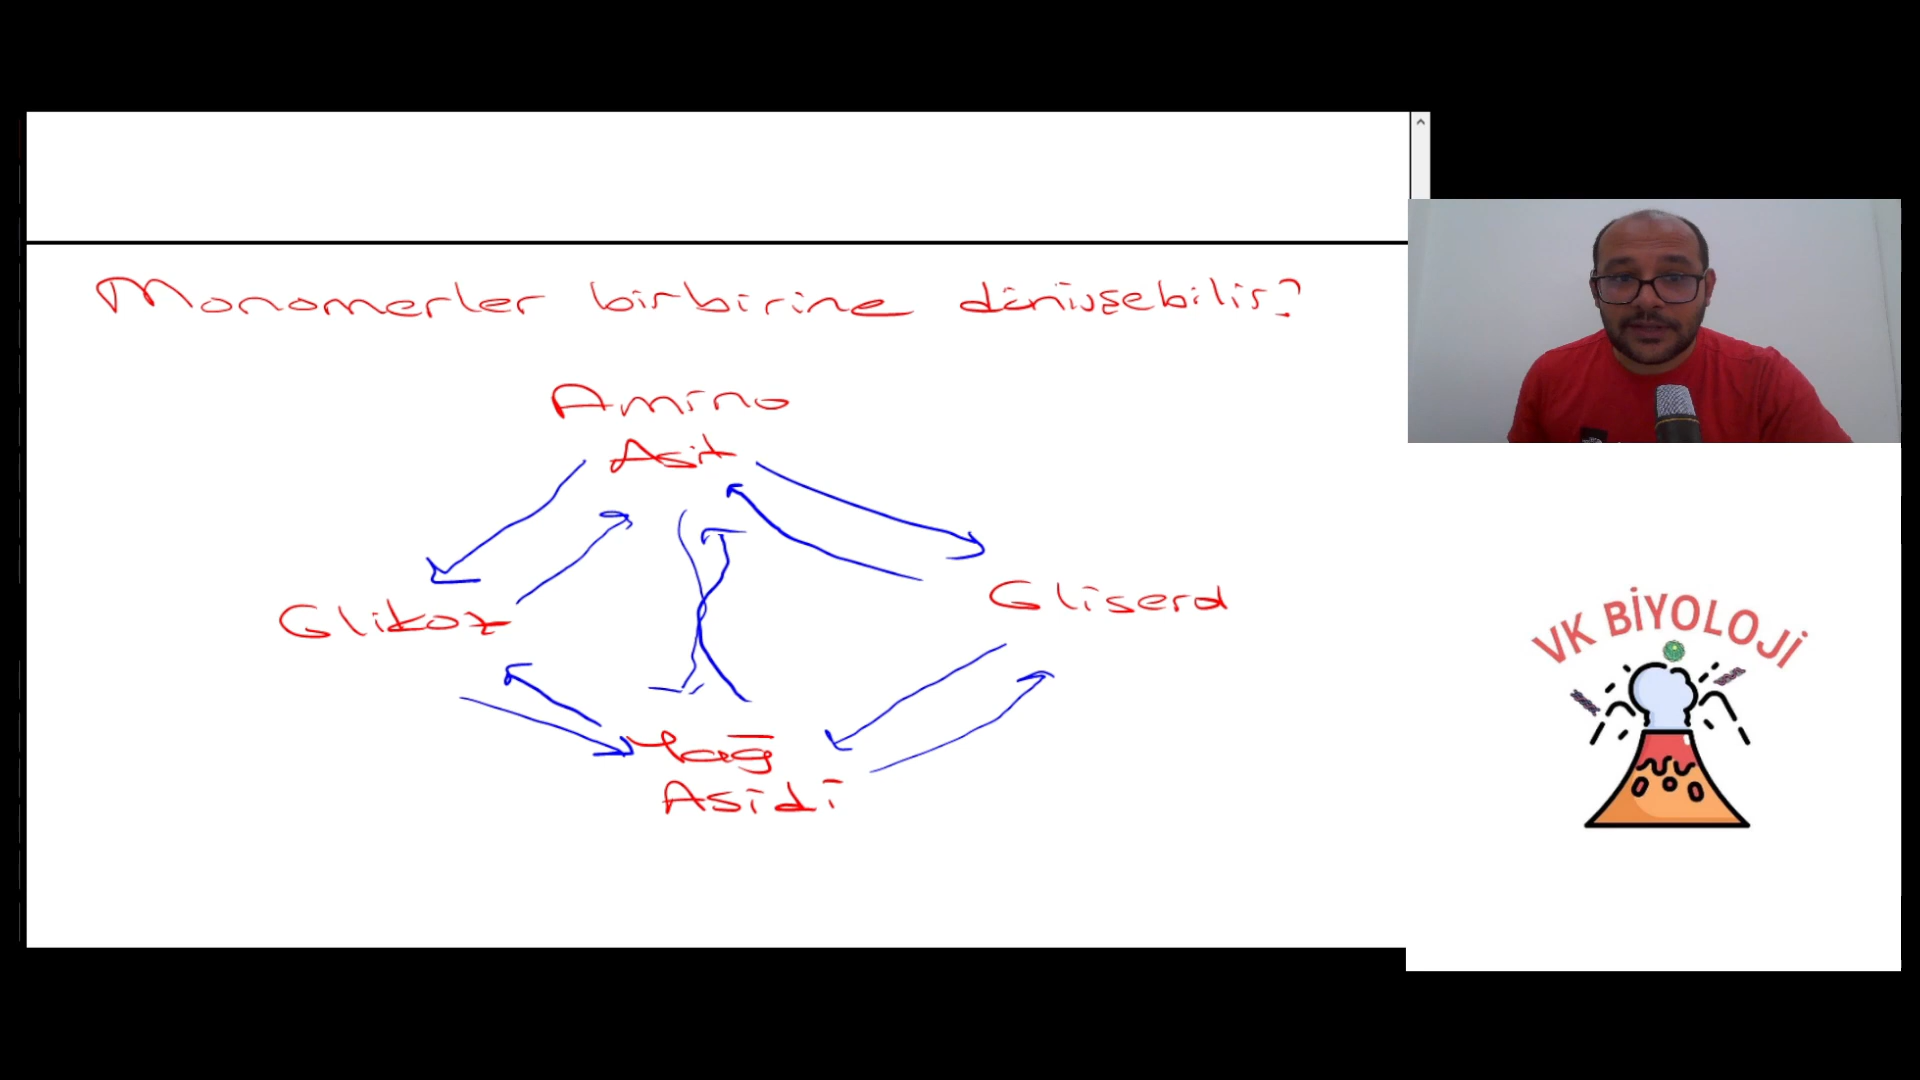 Monomerler birbirine dönüşebilir?
Amino
Asit
Glikoz
Gliserol
Yağ
Asidi
VK BİYOLOJİ